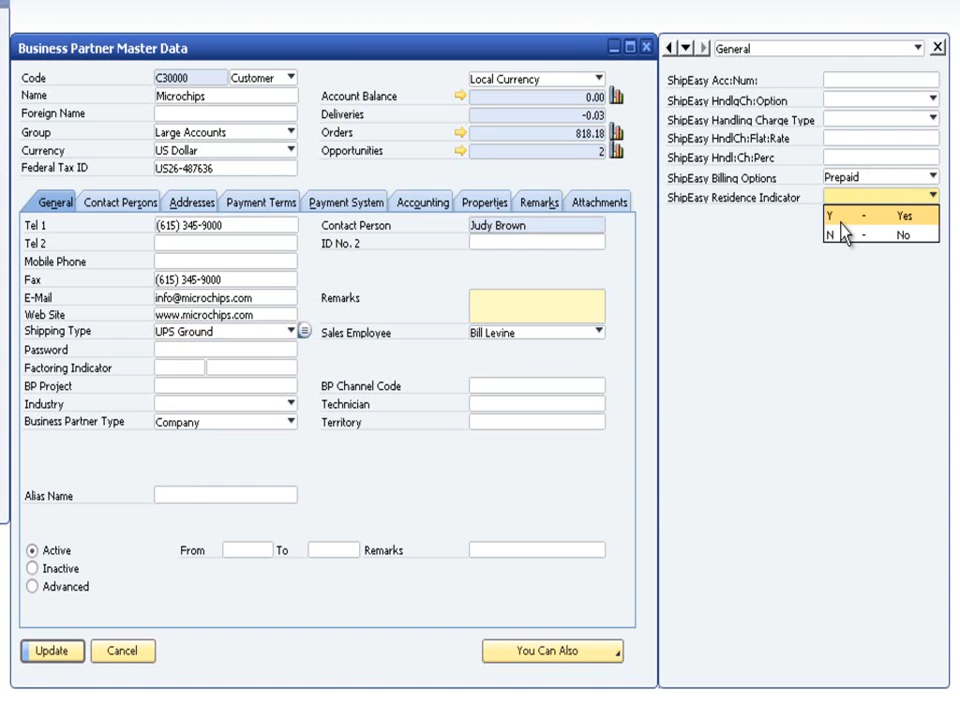 Business Partner Master Data
Code C30000 Customer Local Currency
Name Microchips Account Balance 0.00
Foreign Name Deliveries -0.03
Group Large Accounts Orders 818.18
Currency US Dollar Opportunities 2
Federal Tax ID US26-487636
General Contact Persons Addresses Payment Terms Payment System Accounting Properties Remarks Attachments
Tel 1 (615) 345-9000 Contact Person Judy Brown
Tel 2 ID No. 2
Mobile Phone
Fax (615) 345-9000
E-Mail info@microchips.com Remarks
Web Site www.microchips.com
Shipping Type UPS Ground Sales Employee Bill Levine
Password
Factoring Indicator
BP Project BP Channel Code
Industry Technician
Business Partner Type Company Territory
Alias Name
Active From To Remarks
Inactive
Advanced
Update Cancel You Can Also
General
ShipEasy Acc:Num:
ShipEasy HndlgCh:Option
ShipEasy Handling Charge Type
ShipEasy HndlCh:Flat:Rate
ShipEasy Hndl:Ch:Perc
ShipEasy Billing Options Prepaid
ShipEasy Residence Indicator
Y - Yes
N - No